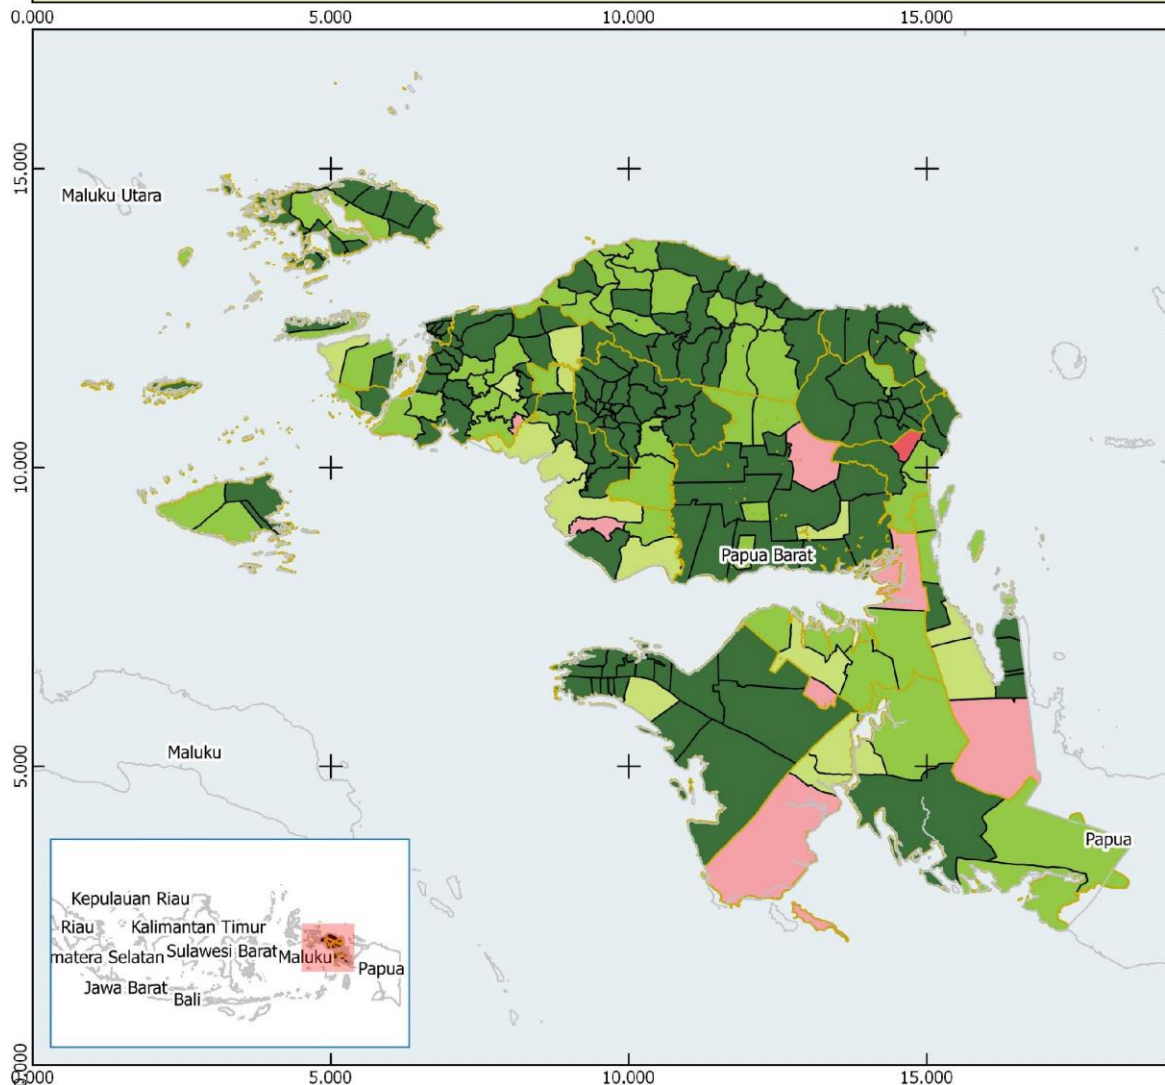 0.000 5.000 10.000 15.000
15.000
Maluku Utara
10.000
Papua Barat
5.000
Maluku
Papua
Kepulauan Riau
Riau Kalimantan Timur
matera Selatan Sulawesi Barat Maluku
Papua
Jawa Barat
Bali
0.000 5.000 10.000 15.000